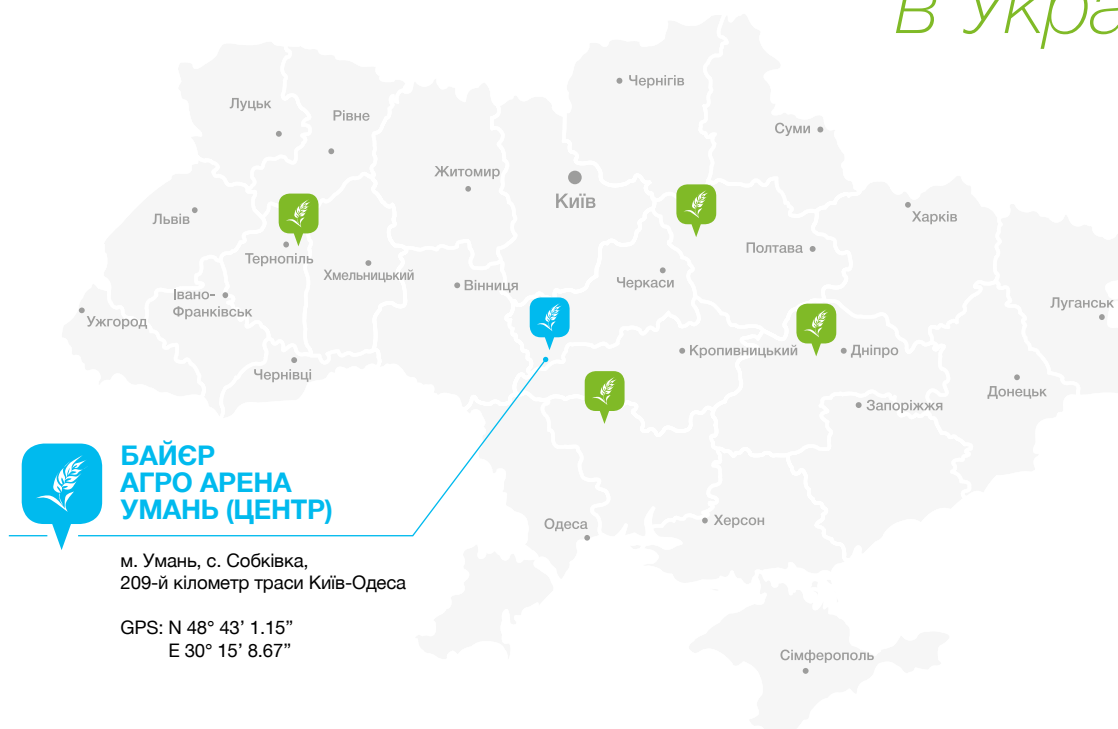 в Укра
Чернігів
Луцьк
Рівне
Суми
Житомир
Київ
Львів
Харків
Тернопіль
Полтава
Хмельницький
Вінниця
Черкаси
Івано-
Франківськ
Ужгород
Луганськ
Кропивницький
Дніпро
Чернівці
Донецьк
Запоріжжя
БАЙЄР
АГРО АРЕНА
УМАНЬ (ЦЕНТР)
Одеса
Херсон
м. Умань, с. Собківка,
209-й кілометр траси Київ-Одеса
GPS: N 48° 43’ 1.15”
E 30° 15’ 8.67”
Сімферополь